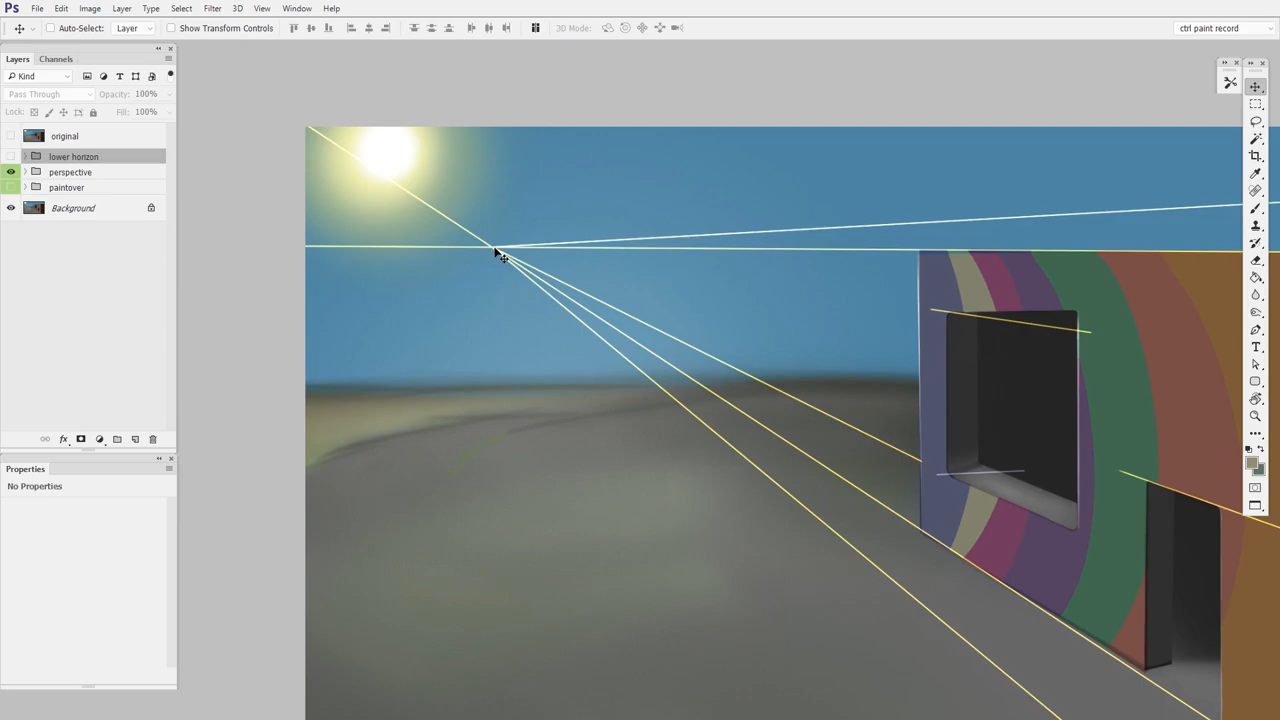 Ps File Edit Image Layer Type Select Filter 3D View Window Help
Auto-Select: Layer Show Transform Controls 3D Mode: ctrl paint record
Layers Channels
Kind
Pass Through Opacity: 100%
Lock: Fill: 100%
original
lower horizon
perspective
paintover
Background
fx
Properties
No Properties